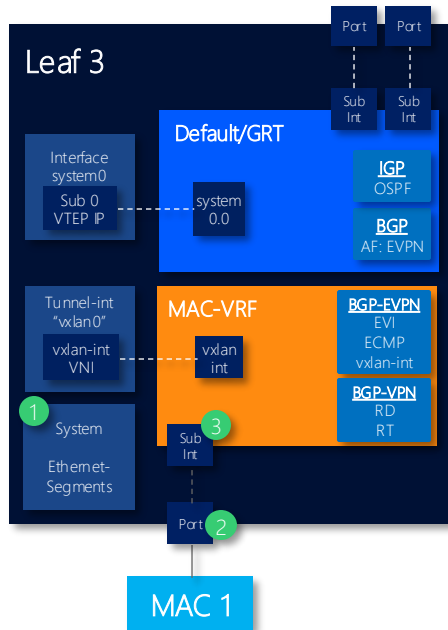 Port
Port
Leaf 3
Sub
Int
Sub
Int
Default/GRT
Interface
system0
Sub 0
VTEP IP
system
0.0
IGP
OSPF
BGP
AF: EVPN
Tunnel-int
"vxlan0"
vxlan-int
VNI
MAC-VRF
vxlan
int
BGP-EVPN
EVI
ECMP
vxlan-int
BGP-VPN
RD
RT
1
System
Ethernet-
Segments
3
Sub
Int
Port
2
MAC 1